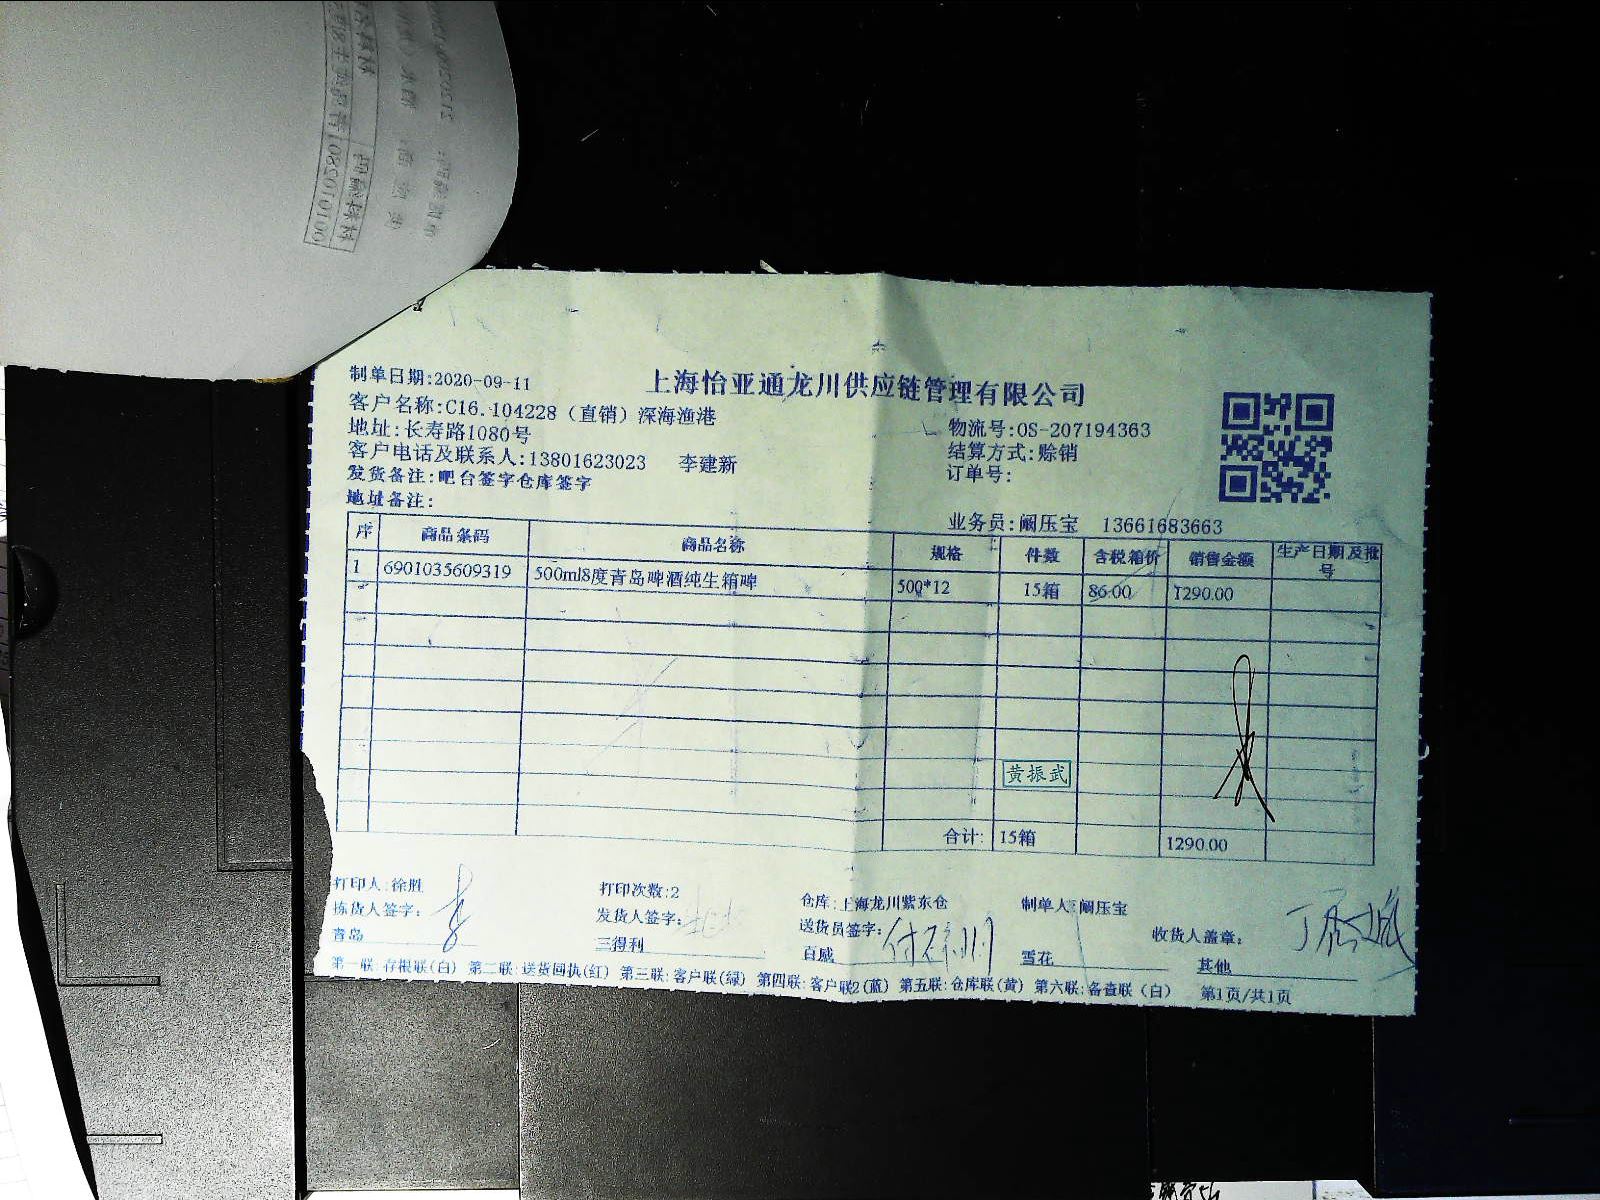 制单日期:2020-09-11
上海怡亚通龙川供应链管理有限公司
客户名称:C16.104228（直销）深海渔港
地址:长寿路1080号
物流号:OS-207194363
客户电话及联系人:13801623023 李建新
结算方式:赊销
发货备注:吧台签字仓库签字
订单号:
地址备注:
业务员:阚压宝 13661683663
序 商品条码 商品名称 规格 件数 含税箱价 销售金额 生产日期及批号
1 6901035609319 500ml8度青岛啤酒纯生箱啤 500*12 15箱 86.00 1290.00
黄振武
合计: 15箱 1290.00
打印人:徐胜 打印次数:2 仓库:上海龙川紫东仓 制单人:阚压宝
拣货人签字: 发货人签字: 送货员签字: 收货人盖章:
青岛 三得利 百威 雪花 其他
第一联:存根联(白) 第二联:送货回执(红) 第三联:客户联(绿) 第四联:客户联2(蓝) 第五联:仓库联(黄) 第六联:备查联(白) 第1页/共1页